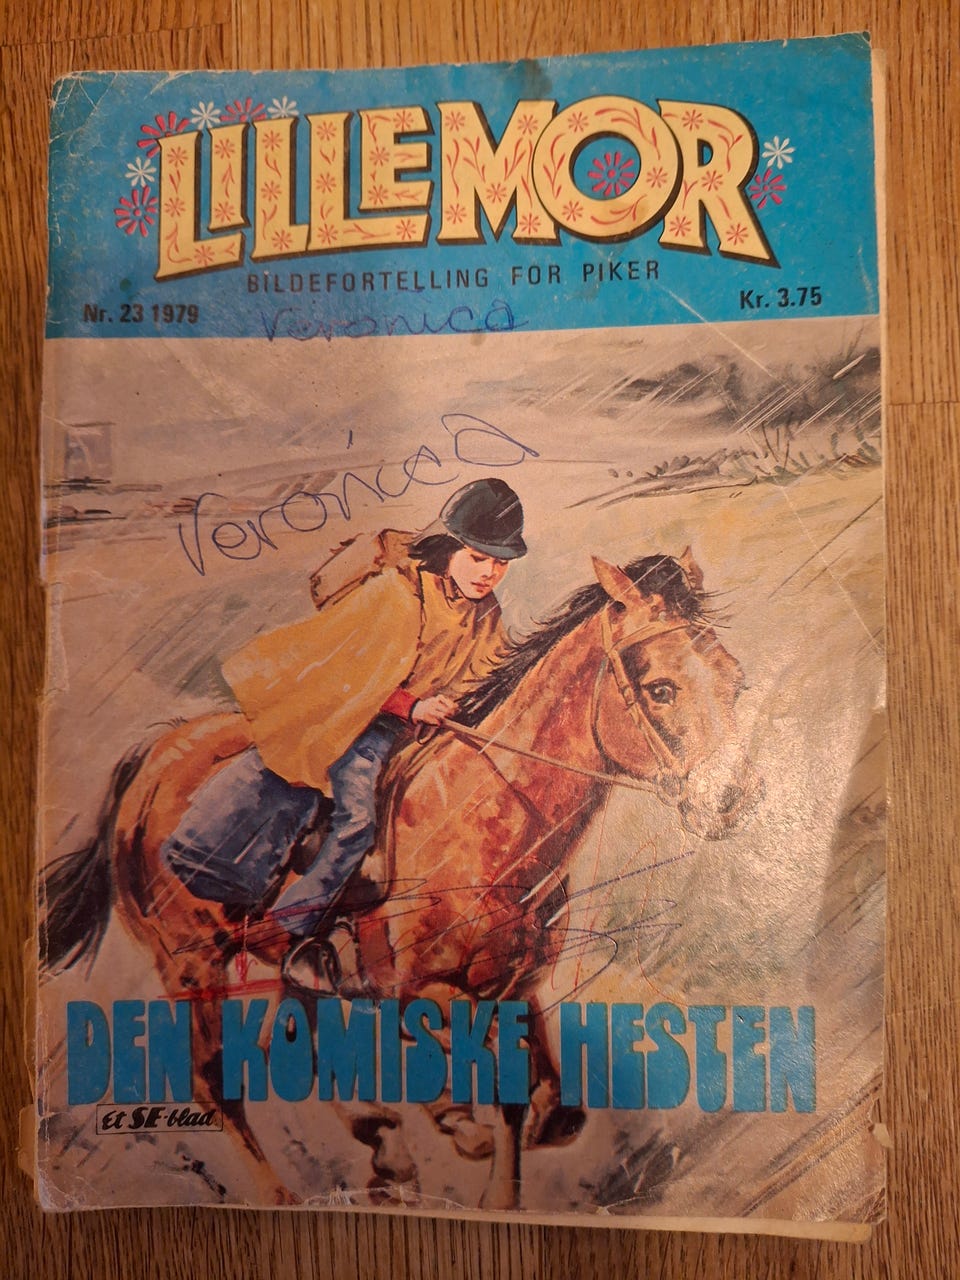 LILLEMOR
BILDEFORTELLING FOR PIKER
Nr. 23 1979
Kr. 3.75
Veronica
Veronica
DEN KOMISKE HESTEN
Et SE-blad.